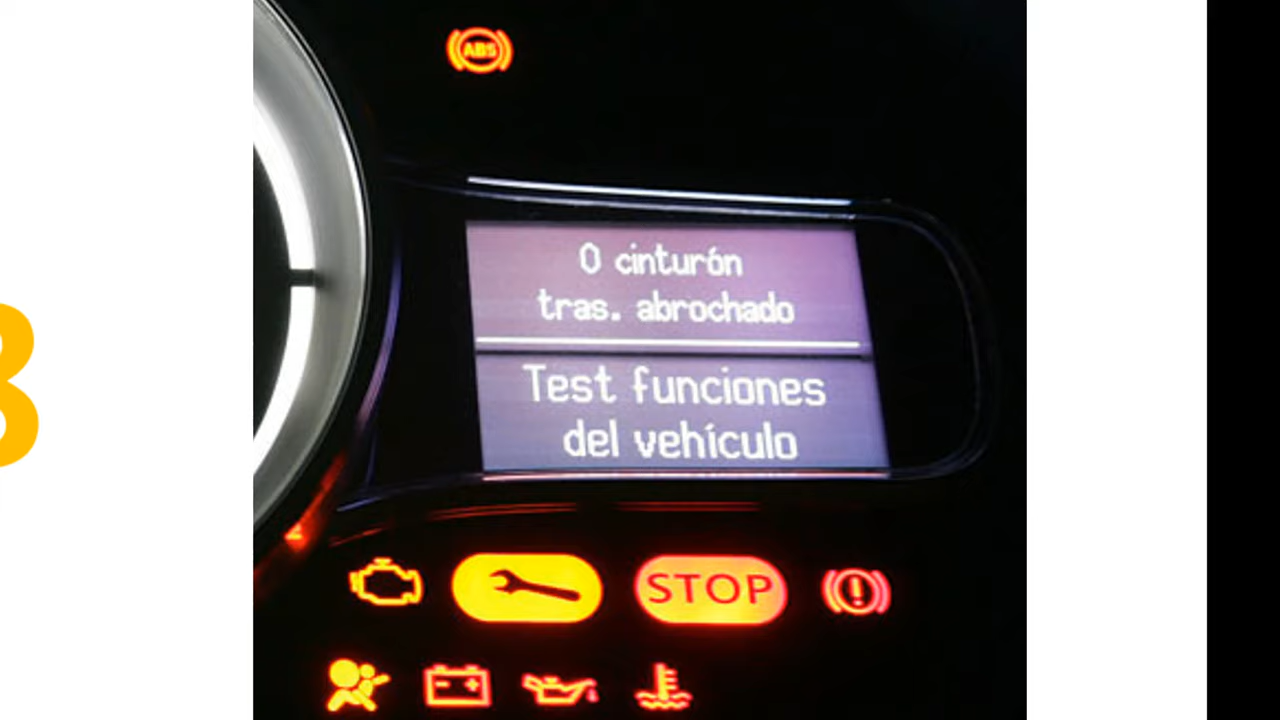 ABS
0 cinturón
tras. abrochado
Test funciones
del vehículo
STOP